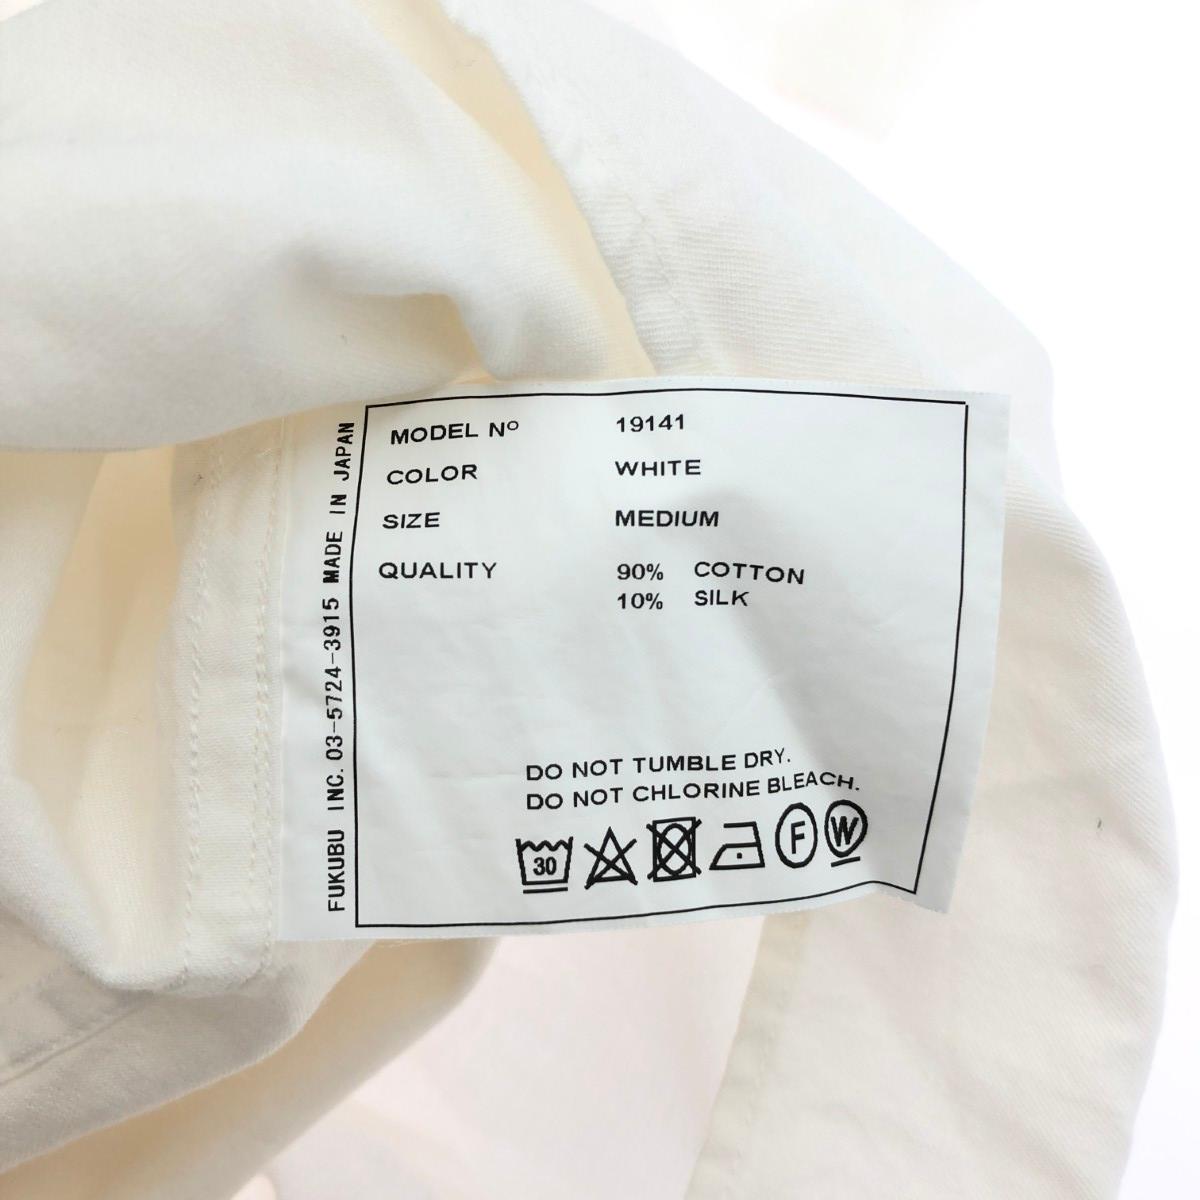 MODEL Nº 19141
COLOR WHITE
SIZE MEDIUM
QUALITY 90% COTTON
10% SILK
DO NOT TUMBLE DRY.
DO NOT CHLORINE BLEACH.
30 F W
FUKUBU INC. 03-5724-3915 MADE IN JAPAN